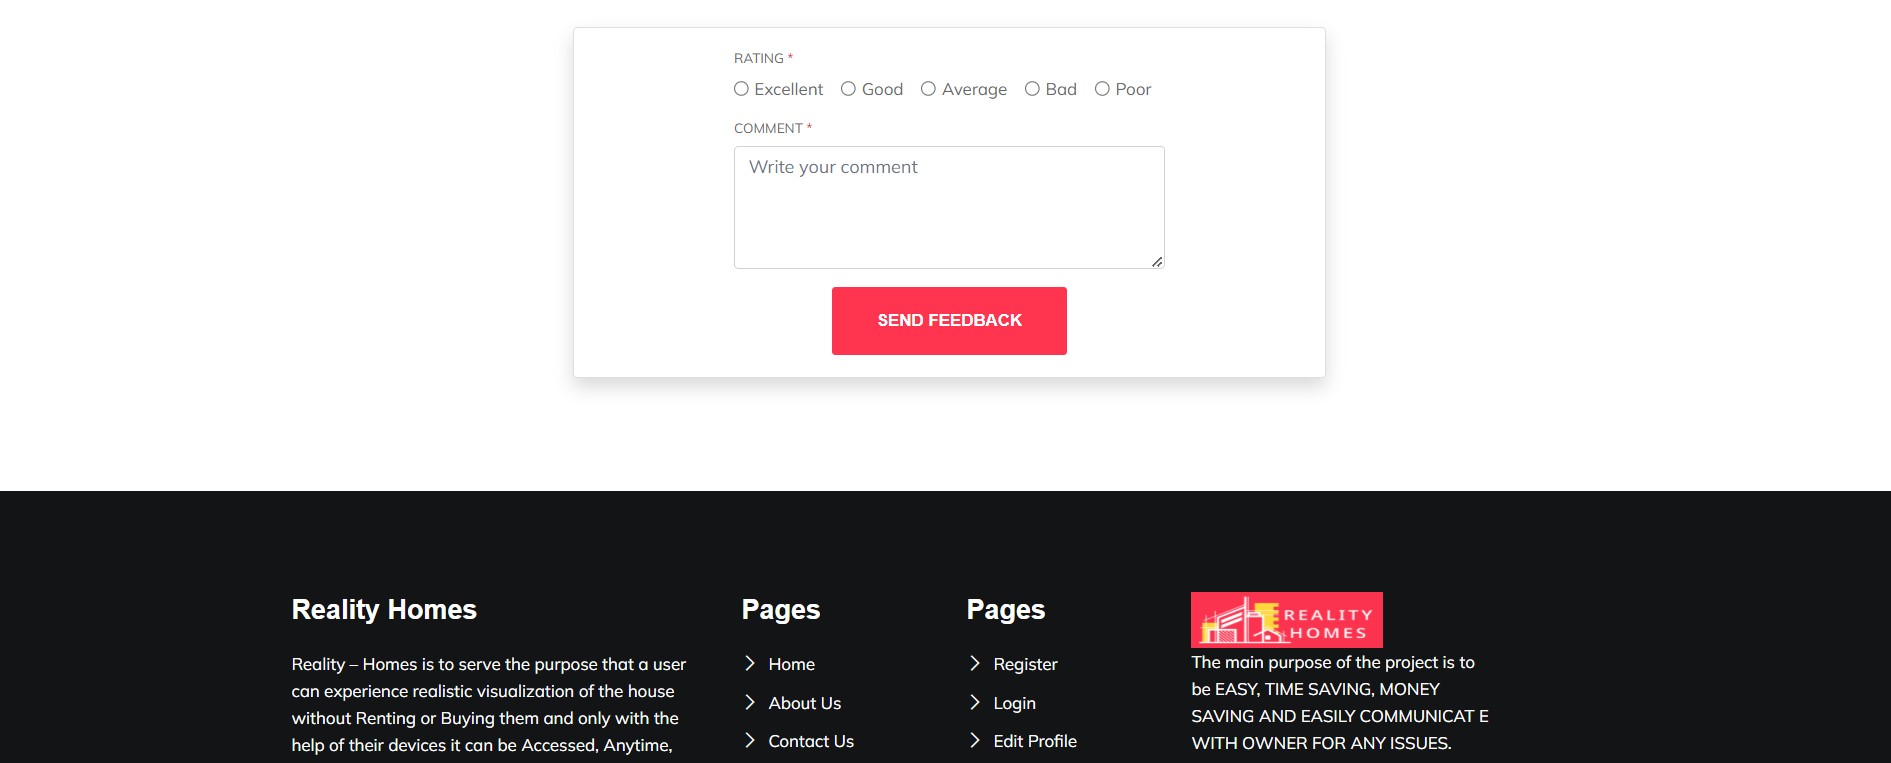 RATING *
Excellent Good Average Bad Poor
COMMENT *
Write your comment
SEND FEEDBACK
Reality Homes
Reality – Homes is to serve the purpose that a user
can experience realistic visualization of the house
without Renting or Buying them and only with the
help of their devices it can be Accessed, Anytime,
Pages
Home
About Us
Contact Us
Pages
Register
Login
Edit Profile
REALITY
HOMES
The main purpose of the project is to
be EASY, TIME SAVING, MONEY
SAVING AND EASILY COMMUNICAT E
WITH OWNER FOR ANY ISSUES.